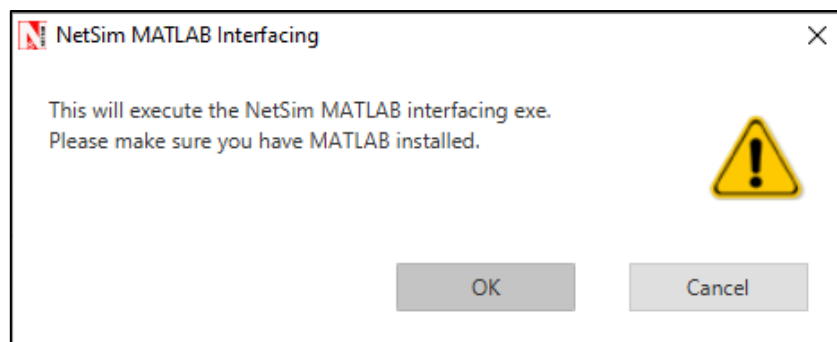 NetSim MATLAB Interfacing
This will execute the NetSim MATLAB interfacing exe.
Please make sure you have MATLAB installed.
OK
Cancel